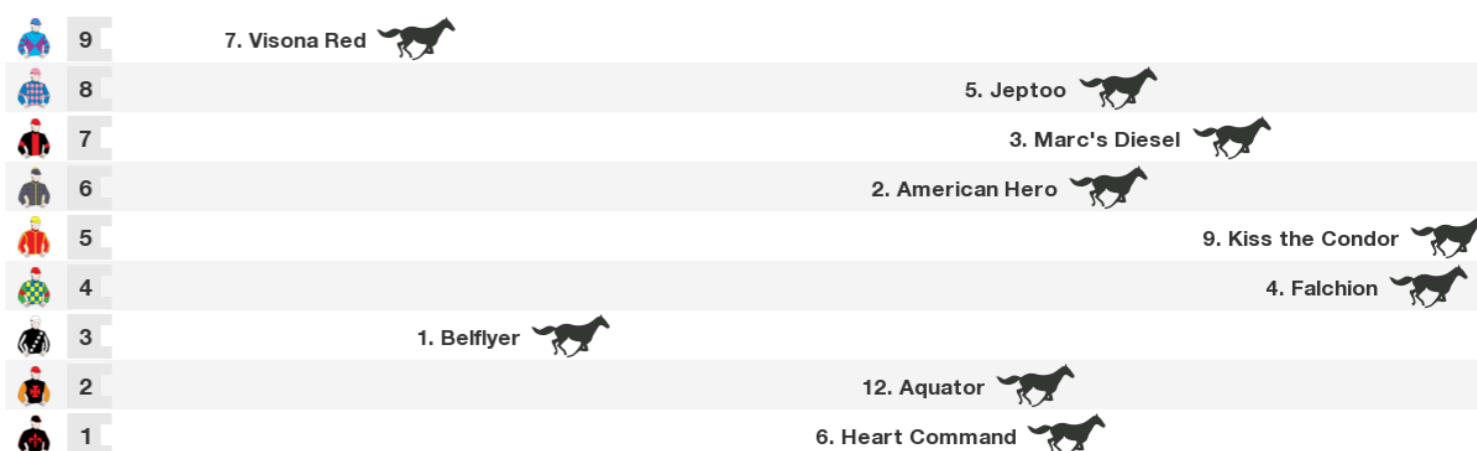 9 7. Visona Red
8 5. Jeptoo
7 3. Marc's Diesel
6 2. American Hero
5 9. Kiss the Condor
4 4. Falchion
3 1. Belflyer
2 12. Aquator
1 6. Heart Command